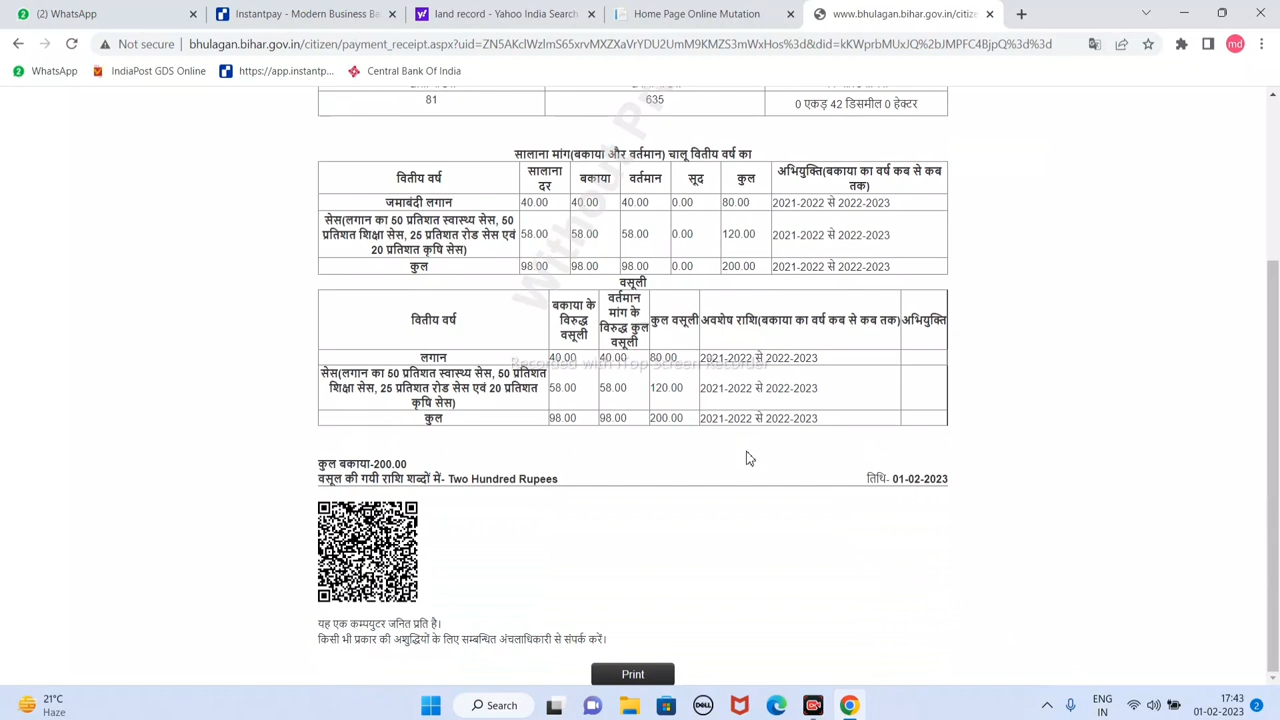 WhatsApp
Instantpay - Modern Business Ba
land record - Yahoo India Search
Home Page Online Mutation
www.bhulagan.bihar.gov.in/citize
Not secure | bhulagan.bihar.gov.in/citizen/payment_receipt.aspx?uid=ZN5AKcIWzImS65xrvMXZXaVrYDU2UmM9KMZS3mWxHos%3d&did=kKWprbMUxJQ%2bJMPFC4BjpQ%3d%3d
md
WhatsApp
IndiaPost GDS Online
https://app.instantp...
Central Bank Of India
81 635 0 एकड़ 42 डिसमील 0 हेक्टर
Without Pr
सालाना मांग(बकाया और वर्तमान) चालू वितीय वर्ष का
वितीय वर्ष सालाना दर बकाया वर्तमान सूद कुल अभियुक्ति(बकाया का वर्ष कब से कब तक)
जमाबंदी लगान 40.00 40.00 40.00 0.00 80.00 2021-2022 से 2022-2023
सेस(लगान का 50 प्रतिशत स्वास्थ्य सेस, 50
प्रतिशत शिक्षा सेस, 25 प्रतिशत रोड सेस एवं 58.00 58.00 58.00 0.00 120.00 2021-2022 से 2022-2023
20 प्रतिशत कृषि सेस)
कुल 98.00 98.00 98.00 0.00 200.00 2021-2022 से 2022-2023
वसूली
वितीय वर्ष बकाया के विरुद्ध वसूली वर्तमान मांग के विरुद्ध कुल वसूली कुल वसूली अवशेष राशि(बकाया का वर्ष कब से कब तक) अभियुक्ति
लगान 40.00 40.00 80.00 2021-2022 से 2022-2023
Recorded with iTop Screen Recorder
सेस(लगान का 50 प्रतिशत स्वास्थ्य सेस, 50 प्रतिशत
शिक्षा सेस, 25 प्रतिशत रोड सेस एवं 20 प्रतिशत 58.00 58.00 120.00 2021-2022 से 2022-2023
कृषि सेस)
कुल 98.00 98.00 200.00 2021-2022 से 2022-2023
कुल बकाया-200.00
वसूल की गयी राशि शब्दों में- Two Hundred Rupees तिथि- 01-02-2023
यह एक कम्पयुटर जनित प्रति है।
किसी भी प्रकार की अशुद्धियों के लिए सम्बन्धित अंचलाधिकारी से संपर्क करें।
Print
21°C
Haze
Search
DELL
ENG
IN
17:43
01-02-2023
2